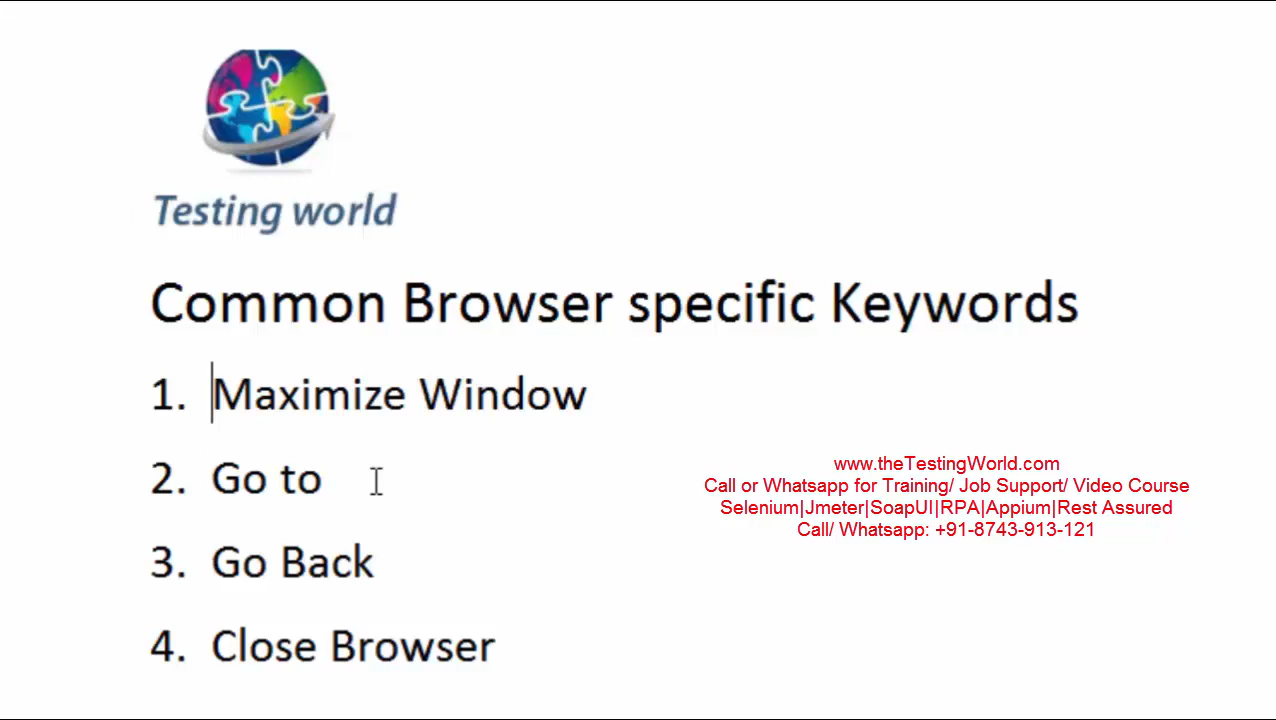 Testing world
Common Browser specific Keywords
1. Maximize Window
2. Go to
3. Go Back
4. Close Browser
www.theTestingWorld.com
Call or Whatsapp for Training/ Job Support/ Video Course
Selenium|Jmeter|SoapUI||RPA|Appium|Rest Assured
Call/ Whatsapp: +91-8743-913-121